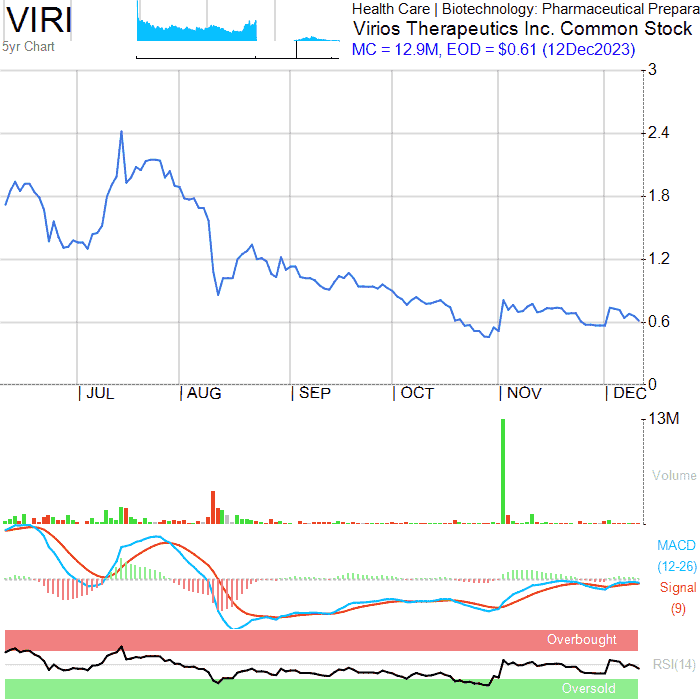 VIRI
5yr Chart
Health Care | Biotechnology: Pharmaceutical Prepara
Virios Therapeutics Inc. Common Stock
MC = 12.9M, EOD = $0.61 (12Dec2023)
3
2.4
1.8
1.2
0.6
0
JUL
AUG
SEP
OCT
NOV
DEC
13M
Volume
MACD
(12-26)
Signal
(9)
Overbought
RSI(14)
Oversold